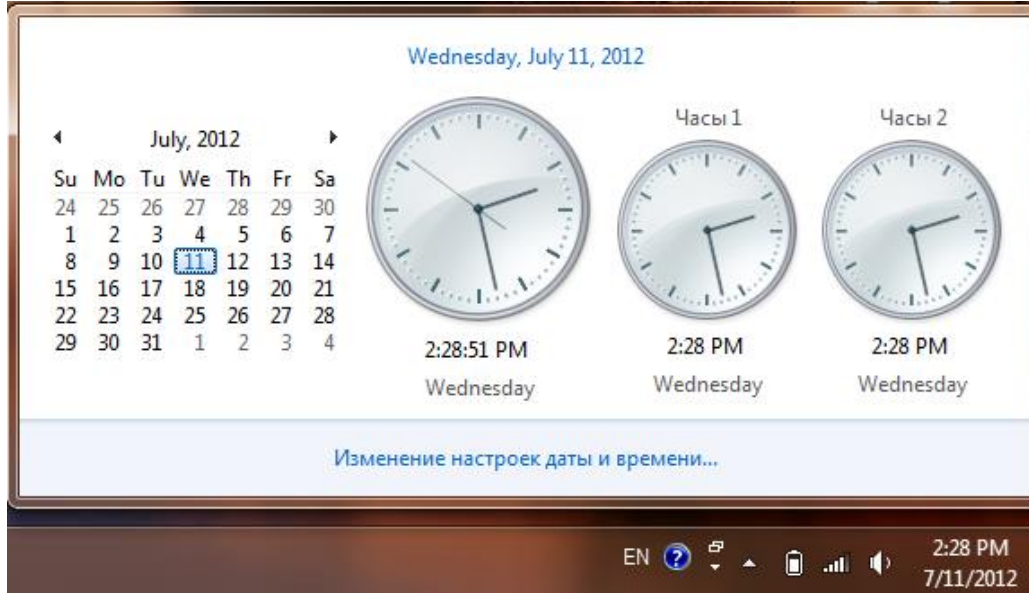 Wednesday, July 11, 2012
July, 2012
Su Mo Tu We Th Fr Sa
24 25 26 27 28 29 30
1 2 3 4 5 6 7
8 9 10 11 12 13 14
15 16 17 18 19 20 21
22 23 24 25 26 27 28
29 30 31 1 2 3 4
2:28:51 PM
Wednesday
Часы 1
2:28 PM
Wednesday
Часы 2
2:28 PM
Wednesday
Изменение настроек даты и времени...
EN
2:28 PM
7/11/2012